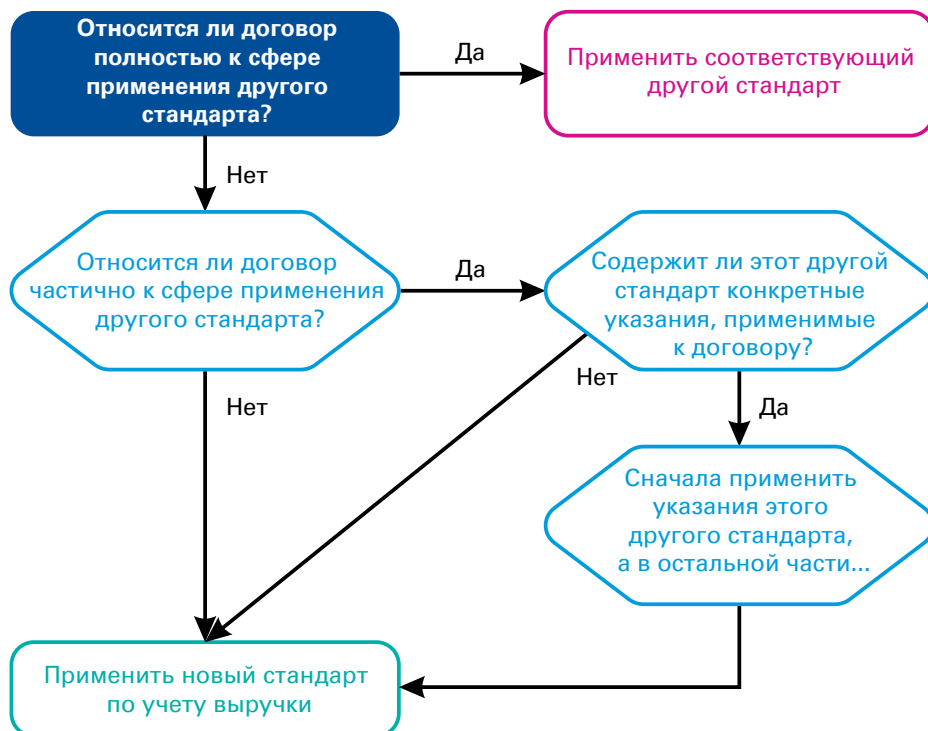 Относится ли договор
полностью к сфере
применения другого
стандарта?
Да
Применить соответствующий
другой стандарт
Нет
Относится ли договор
частично к сфере применения
другого стандарта?
Да
Содержит ли этот другой
стандарт конкретные
указания, применимые
к договору?
Нет
Нет
Да
Сначала применить
указания этого
другого стандарта,
а в остальной части...
Применить новый стандарт
по учету выручки